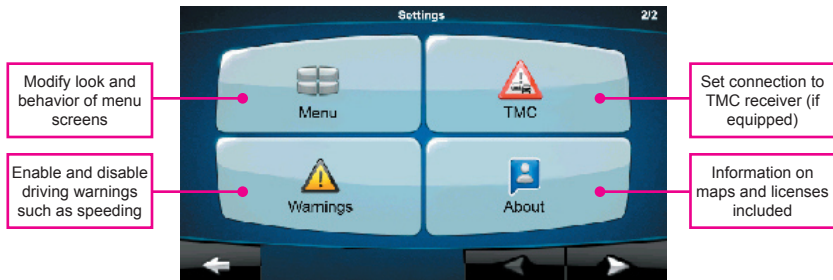 Settings
2/2
Modify look and
behavior of menu
screens
Menu
TMC
Set connection to
TMC receiver (if
equipped)
Enable and disable
driving warnings
such as speeding
Warnings
About
Information on
maps and licenses
included